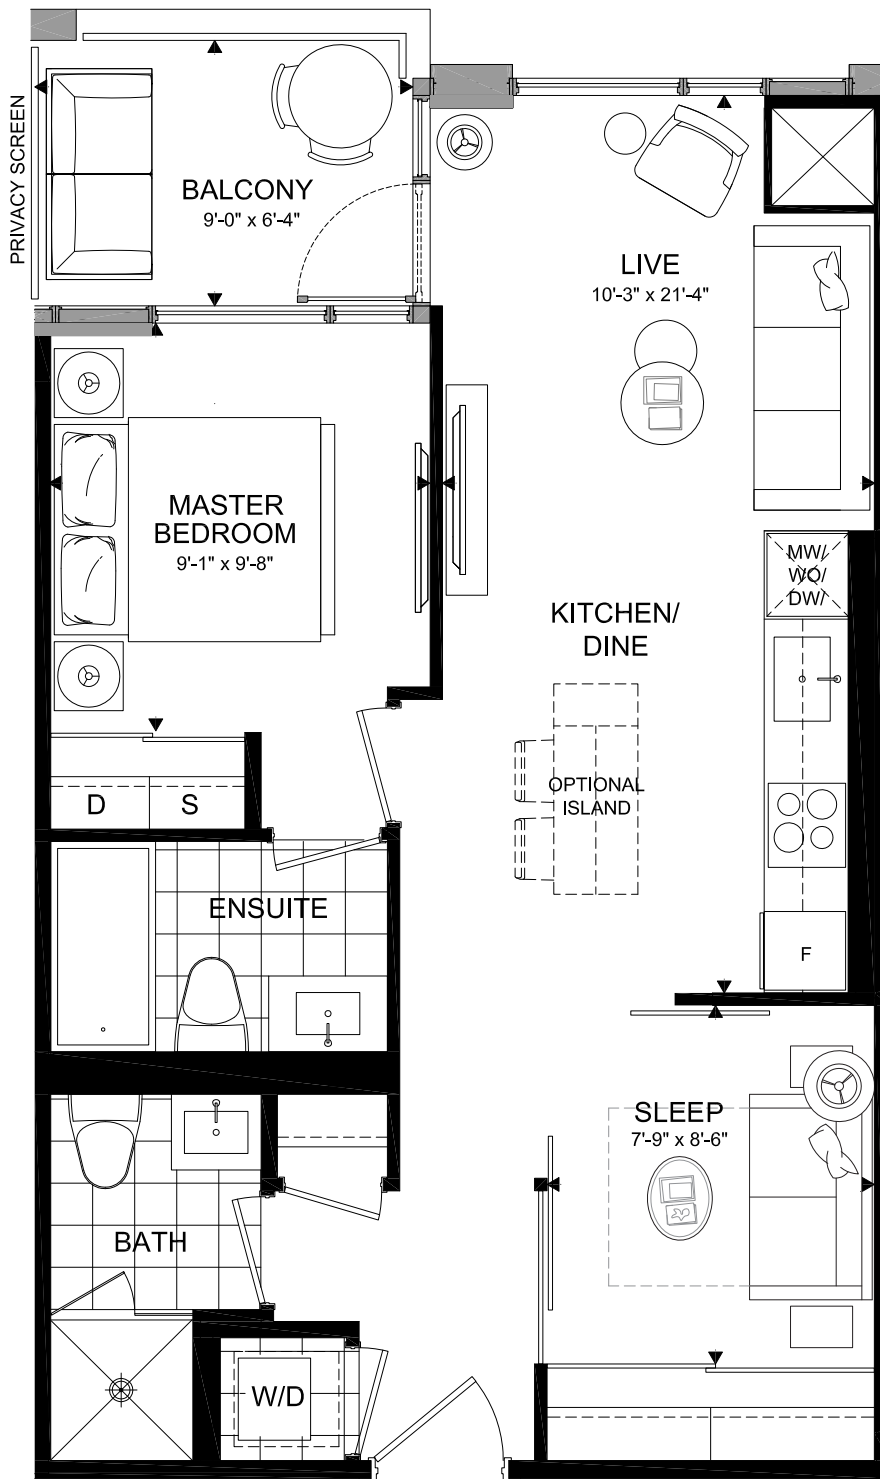 PRIVACY SCREEN
BALCONY
9'-0" x 6'-4"
LIVE
10'-3" x 21'-4"
MASTER
BEDROOM
9'-1" x 9'-8"
MW/
WO/
DW/
KITCHEN/
DINE
OPTIONAL
ISLAND
D
S
ENSUITE
F
SLEEP
7'-9" x 8'-6"
BATH
W/D